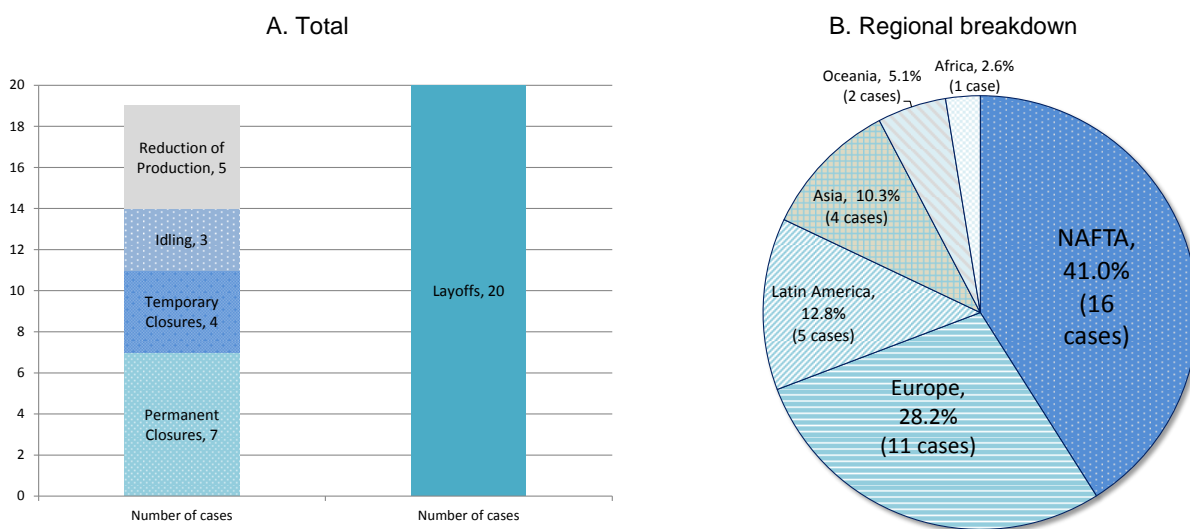 A. Total
20
18
16
14
12
10
8
6
4
2
0
Reduction of
Production, 5
Idling, 3
Temporary
Closures, 4
Permanent
Closures, 7
Layoffs, 20
Number of cases
Number of cases
B. Regional breakdown
Africa, 2.6%
(1 case)
Oceania, 5.1%
(2 cases)
Asia, 10.3%
(4 cases)
Latin America,
12.8%
(5 cases)
NAFTA,
41.0%
(16
cases)
Europe,
28.2%
(11 cases)